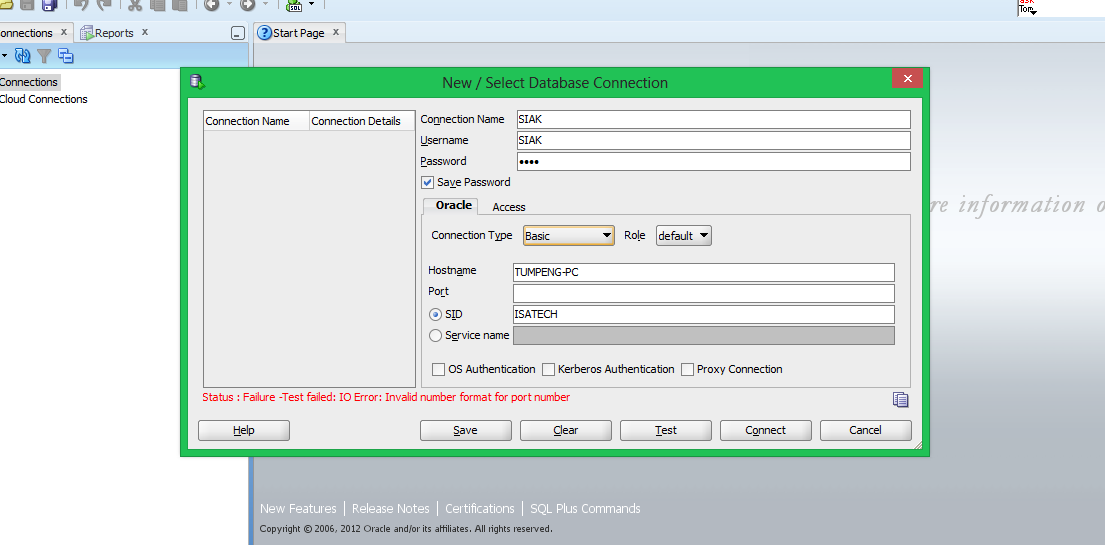 SQL
ask
Tom
onnections x Reports x Start Page x
Connections
Cloud Connections
New / Select Database Connection
Connection Name Connection Details
Connection Name SIAK
Username SIAK
Password ••••
Save Password
Oracle Access
Connection Type Basic Role default
Hostname TUMPENG-PC
Port
SID ISATECH
Service name
OS Authentication Kerberos Authentication Proxy Connection
re information o
Status : Failure -Test failed: IO Error: Invalid number format for port number
Help Save Clear Test Connect Cancel
New Features | Release Notes | Certifications | SQL Plus Commands
Copyright © 2006, 2012 Oracle and/or its affiliates. All rights reserved.